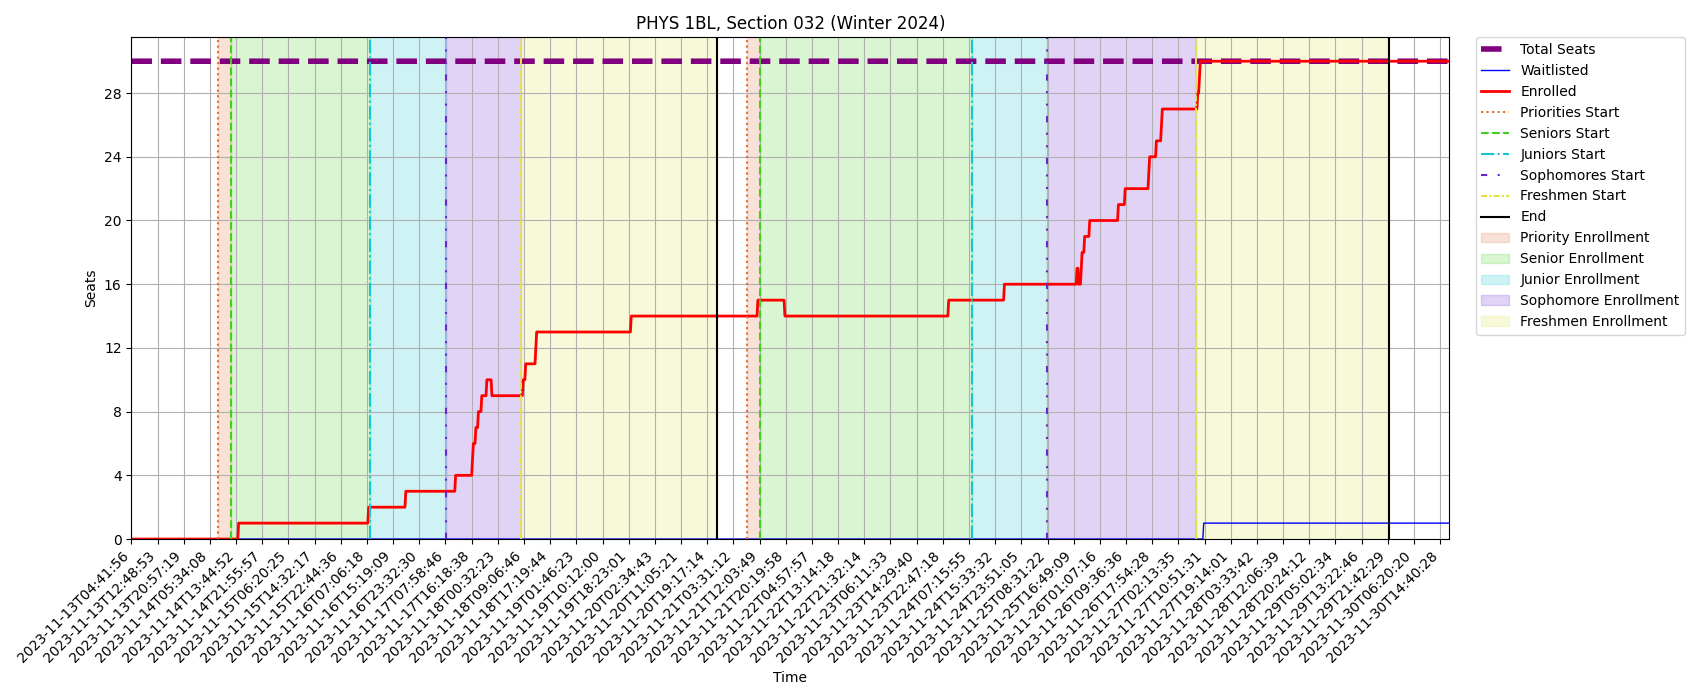 PHYS 1BL, Section 032 (Winter 2024)
Total Seats
Waitlisted
Enrolled
Priorities Start
Seniors Start
Juniors Start
Sophomores Start
Freshmen Start
End
Priority Enrollment
Senior Enrollment
Junior Enrollment
Sophomore Enrollment
Freshmen Enrollment
Seats
28
24
20
16
12
8
4
0
2023-11-13T04:41:56
2023-11-13T12:48:53
2023-11-13T20:57:19
2023-11-14T05:34:08
2023-11-14T13:44:52
2023-11-14T21:55:57
2023-11-15T06:20:25
2023-11-15T14:32:17
2023-11-15T22:44:36
2023-11-16T07:06:18
2023-11-16T15:19:09
2023-11-16T23:32:30
2023-11-17T07:58:46
2023-11-17T16:18:38
2023-11-18T00:32:23
2023-11-18T09:06:46
2023-11-18T17:19:44
2023-11-19T01:46:23
2023-11-19T10:12:00
2023-11-19T18:23:01
2023-11-20T02:34:43
2023-11-20T11:05:21
2023-11-20T19:17:14
2023-11-21T03:31:12
2023-11-21T12:03:49
2023-11-21T20:19:58
2023-11-22T04:57:57
2023-11-22T13:14:18
2023-11-22T21:32:14
2023-11-23T06:11:33
2023-11-23T14:29:40
2023-11-23T22:47:18
2023-11-24T07:15:55
2023-11-24T15:33:32
2023-11-24T23:51:05
2023-11-25T08:31:22
2023-11-25T16:49:09
2023-11-26T01:07:16
2023-11-26T09:36:36
2023-11-26T17:54:28
2023-11-27T02:13:35
2023-11-27T10:51:31
2023-11-27T19:14:01
2023-11-28T03:33:42
2023-11-28T12:06:39
2023-11-28T20:24:12
2023-11-29T05:02:34
2023-11-29T13:22:46
2023-11-29T21:42:29
2023-11-30T06:20:20
2023-11-30T14:40:28
Time